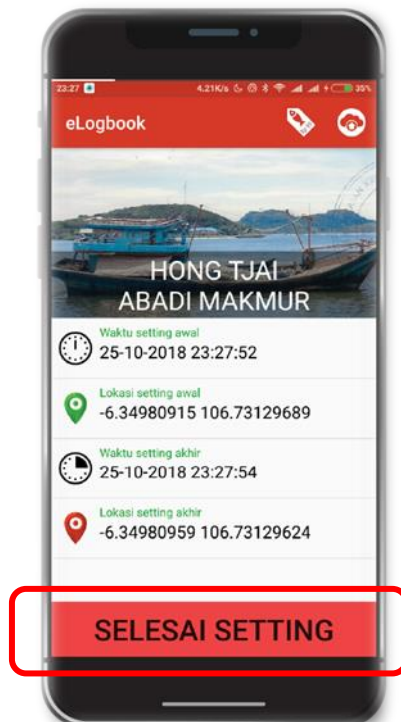 23:27 4.21K/s 35%
eLogbook
HONG TJAI
ABADI MAKMUR
Waktu setting awal
25-10-2018 23:27:52
Lokasi setting awal
-6.34980915 106.73129689
Waktu setting akhir
25-10-2018 23:27:54
Lokasi setting akhir
-6.34980959 106.73129624
SELESAI SETTING